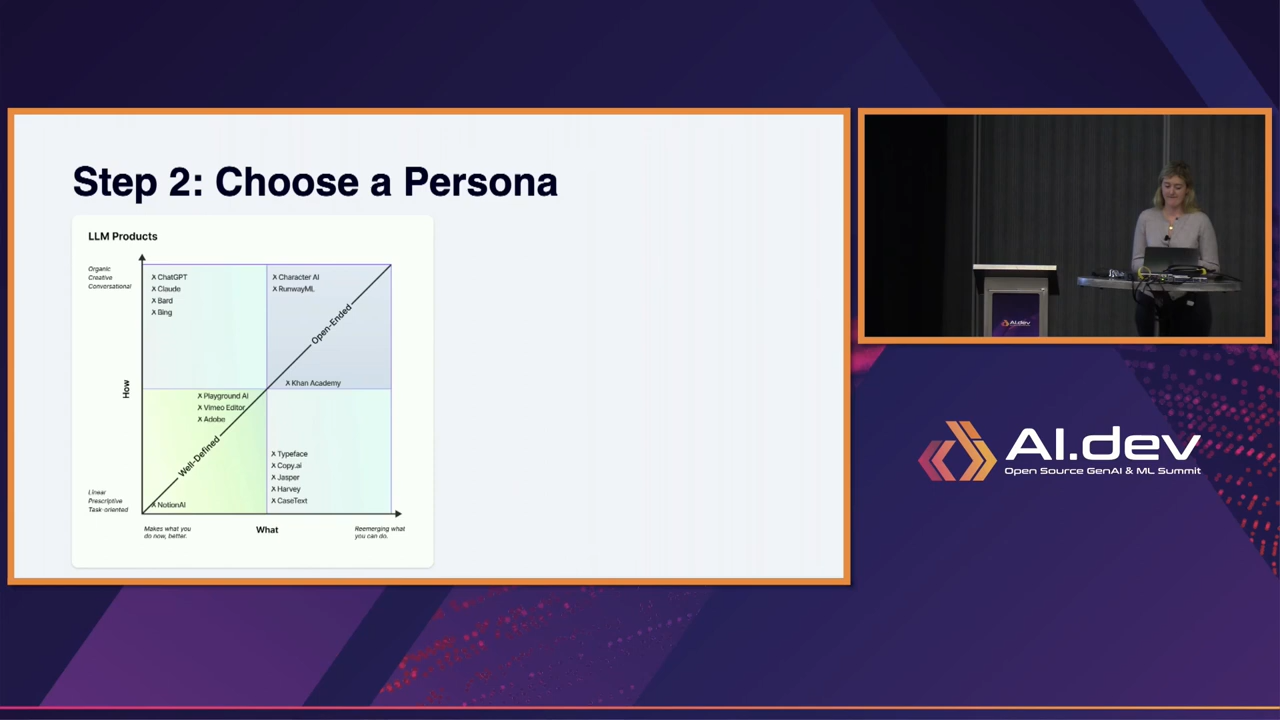 Step 2: Choose a Persona
LLM Products
Organic
Creative
Conversational
ChatGPT
Claude
Bard
Bing
Character AI
RunwayML
Open-Ended
Khan Academy
How
Playground AI
Vimeo Editor
Adobe
Well-Defined
Typeface
Copy.ai
Jasper
Harvey
CaseText
Linear
Prescriptive
Task-oriented
NotionAI
Makes what you
do now, better.
What
Reemerging what
you can do.
AI.dev
AI.dev
Open Source GenAI & ML Summit